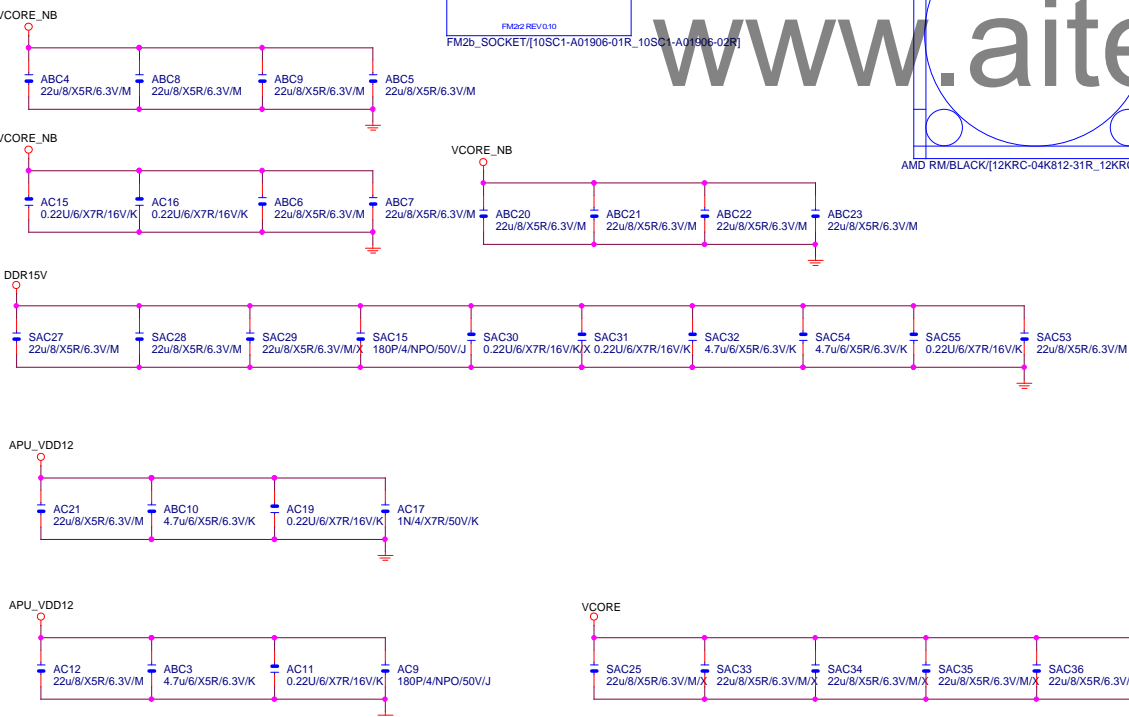 VCORE_NB
FM2r2 REV0.10
FM2b_SOCKET/[10SC1-A01906-01R_10SC1-A01906-02R]
www.aite
ABC4
22u/8/X5R/6.3V/M
ABC8
22u/8/X5R/6.3V/M
ABC9
22u/8/X5R/6.3V/M
ABC5
22u/8/X5R/6.3V/M
VCORE_NB
AC15
0.22U/6/X7R/16V/K
AC16
0.22U/6/X7R/16V/K
ABC6
22u/8/X5R/6.3V/M
ABC7
22u/8/X5R/6.3V/M
VCORE_NB
ABC20
22u/8/X5R/6.3V/M
ABC21
22u/8/X5R/6.3V/M
ABC22
22u/8/X5R/6.3V/M
ABC23
22u/8/X5R/6.3V/M
AMD RM/BLACK/[12KRC-04K812-31R_12KRC
DDR15V
SAC27
22u/8/X5R/6.3V/M
SAC28
22u/8/X5R/6.3V/M
SAC29
22u/8/X5R/6.3V/M/X
SAC15
180P/4/NPO/50V/J
SAC30
0.22U/6/X7R/16V/K/X
SAC31
0.22U/6/X7R/16V/K
SAC32
4.7u/6/X5R/6.3V/K
SAC54
4.7u/6/X5R/6.3V/K
SAC55
0.22U/6/X7R/16V/K
SAC53
22u/8/X5R/6.3V/M
APU_VDD12
AC21
22u/8/X5R/6.3V/M
ABC10
4.7u/6/X5R/6.3V/K
AC19
0.22U/6/X7R/16V/K
AC17
1N/4/X7R/50V/K
APU_VDD12
AC12
22u/8/X5R/6.3V/M
ABC3
4.7u/6/X5R/6.3V/K
AC11
0.22U/6/X7R/16V/K
AC9
180P/4/NPO/50V/J
VCORE
SAC25
22u/8/X5R/6.3V/M/X
SAC33
22u/8/X5R/6.3V/M/X
SAC34
22u/8/X5R/6.3V/M/X
SAC35
22u/8/X5R/6.3V/M/X
SAC36
22u/8/X5R/6.3V/